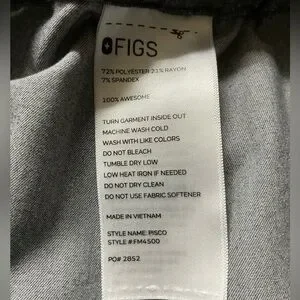 FIGS
72% POLYESTER 21% RAYON
7% SPANDEX
100% AWESOME
TURN GARMENT INSIDE OUT
MACHINE WASH COLD
WASH WITH LIKE COLORS
DO NOT BLEACH
TUMBLE DRY LOW
LOW HEAT IRON IF NEEDED
DO NOT DRY CLEAN
DO NOT USE FABRIC SOFTENER
MADE IN VIETNAM
STYLE NAME: PISCO
STYLE #:FM4500
PO# 2852